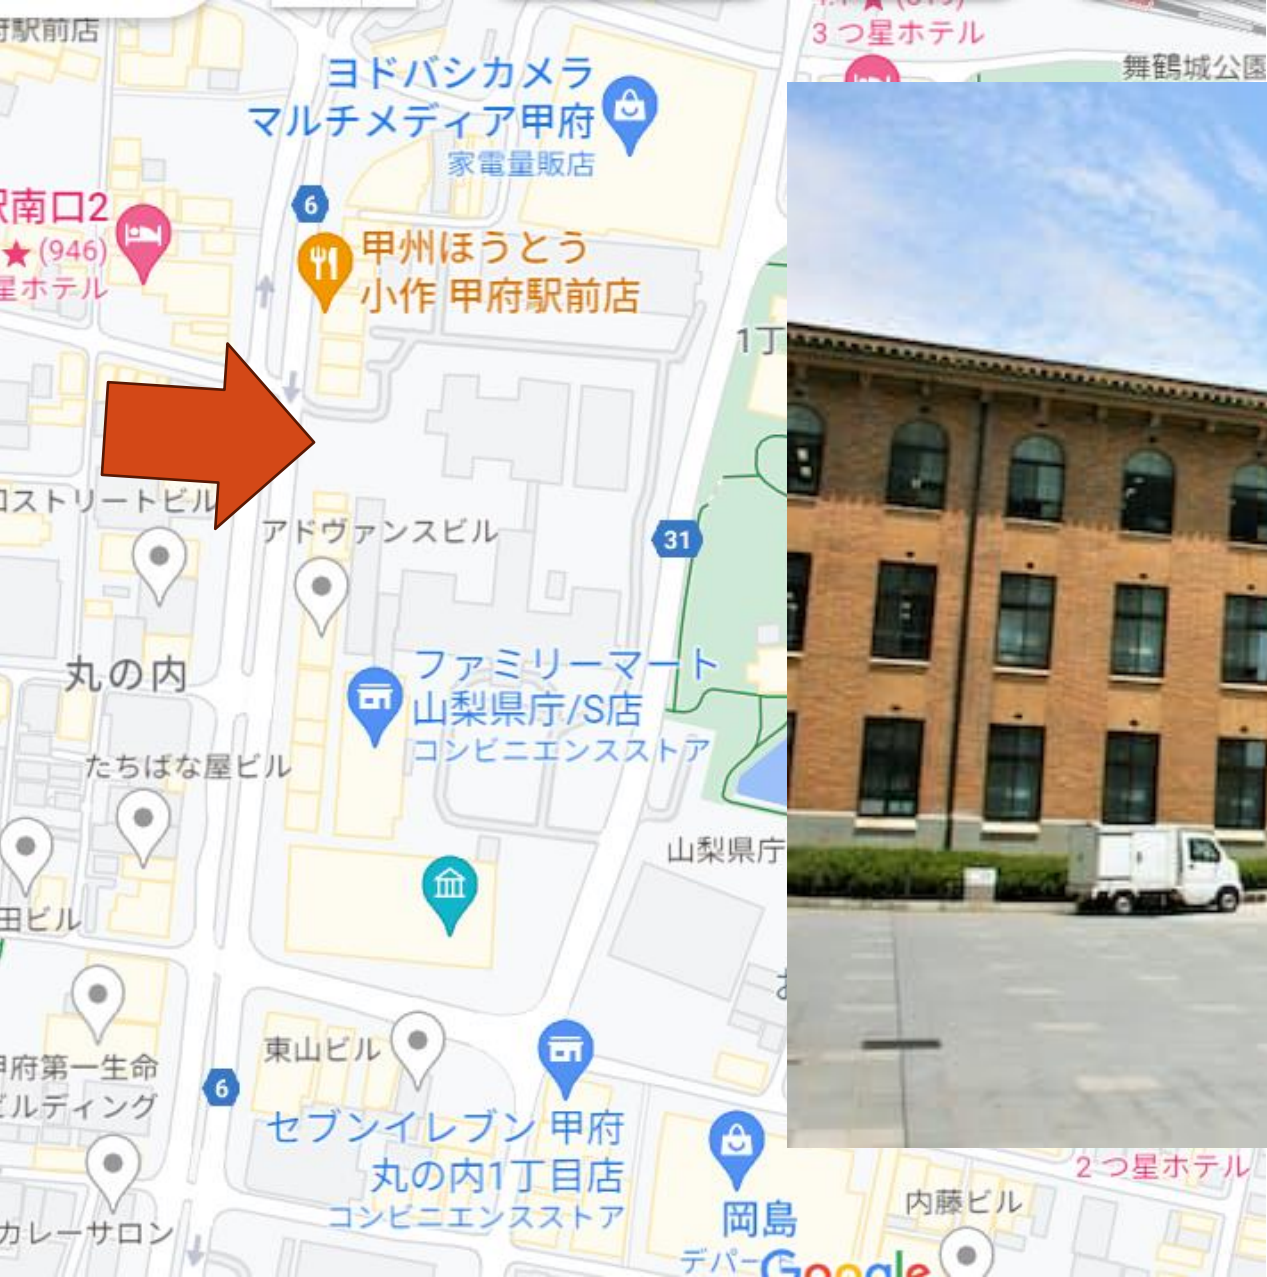 府駅前店
ヨドバシカメラ
マルチメディア甲府
家電量販店
3 つ星ホテル
舞鶴城公園
駅南口2
(946)
星ホテル
6
甲州ほうとう
小作 甲府駅前店
1丁
ロストリートビル
アドヴァンスビル
31
丸の内
ファミリーマート
山梨県庁/S店
コンビニエンスストア
たちばな屋ビル
山梨県庁
田ビル
甲府第一生命
ビルディング
東山ビル
6
セブンイレブン 甲府
丸の内1丁目店
コンビニエンスストア
カレーサロン
岡島
デパート
2 つ星ホテル
内藤ビル
Google